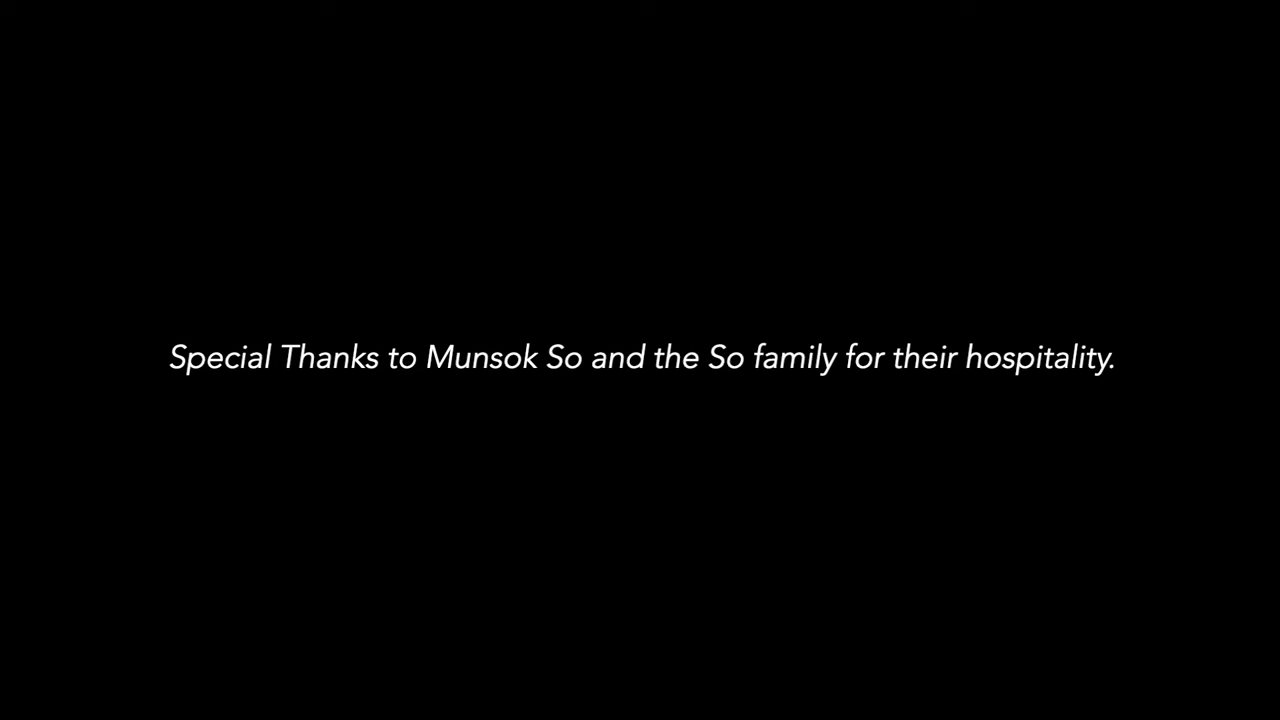 Special Thanks to Munsok So and the So family for their hospitality.